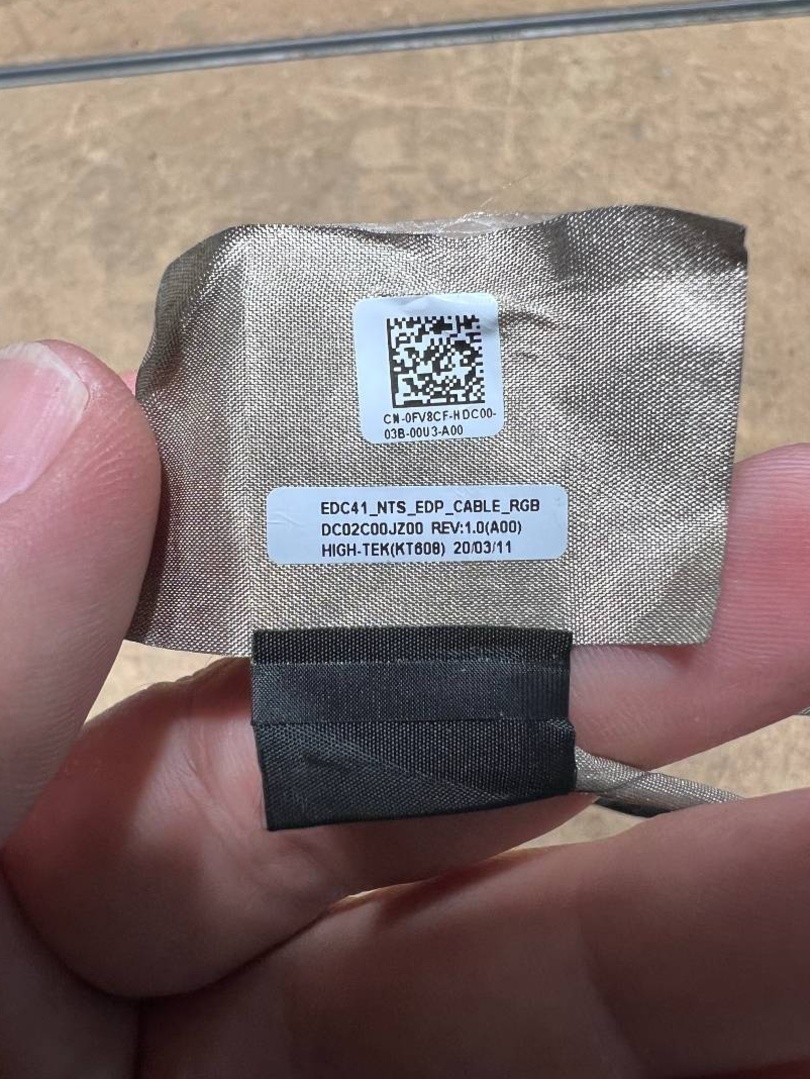 CN-0FV8CF-HDC00-
03B-00U3-A00
EDC41_NTS_EDP_CABLE_RGB
DC02C00JZ00 REV:1.0(A00)
HIGH-TEK(KT608) 20/03/11